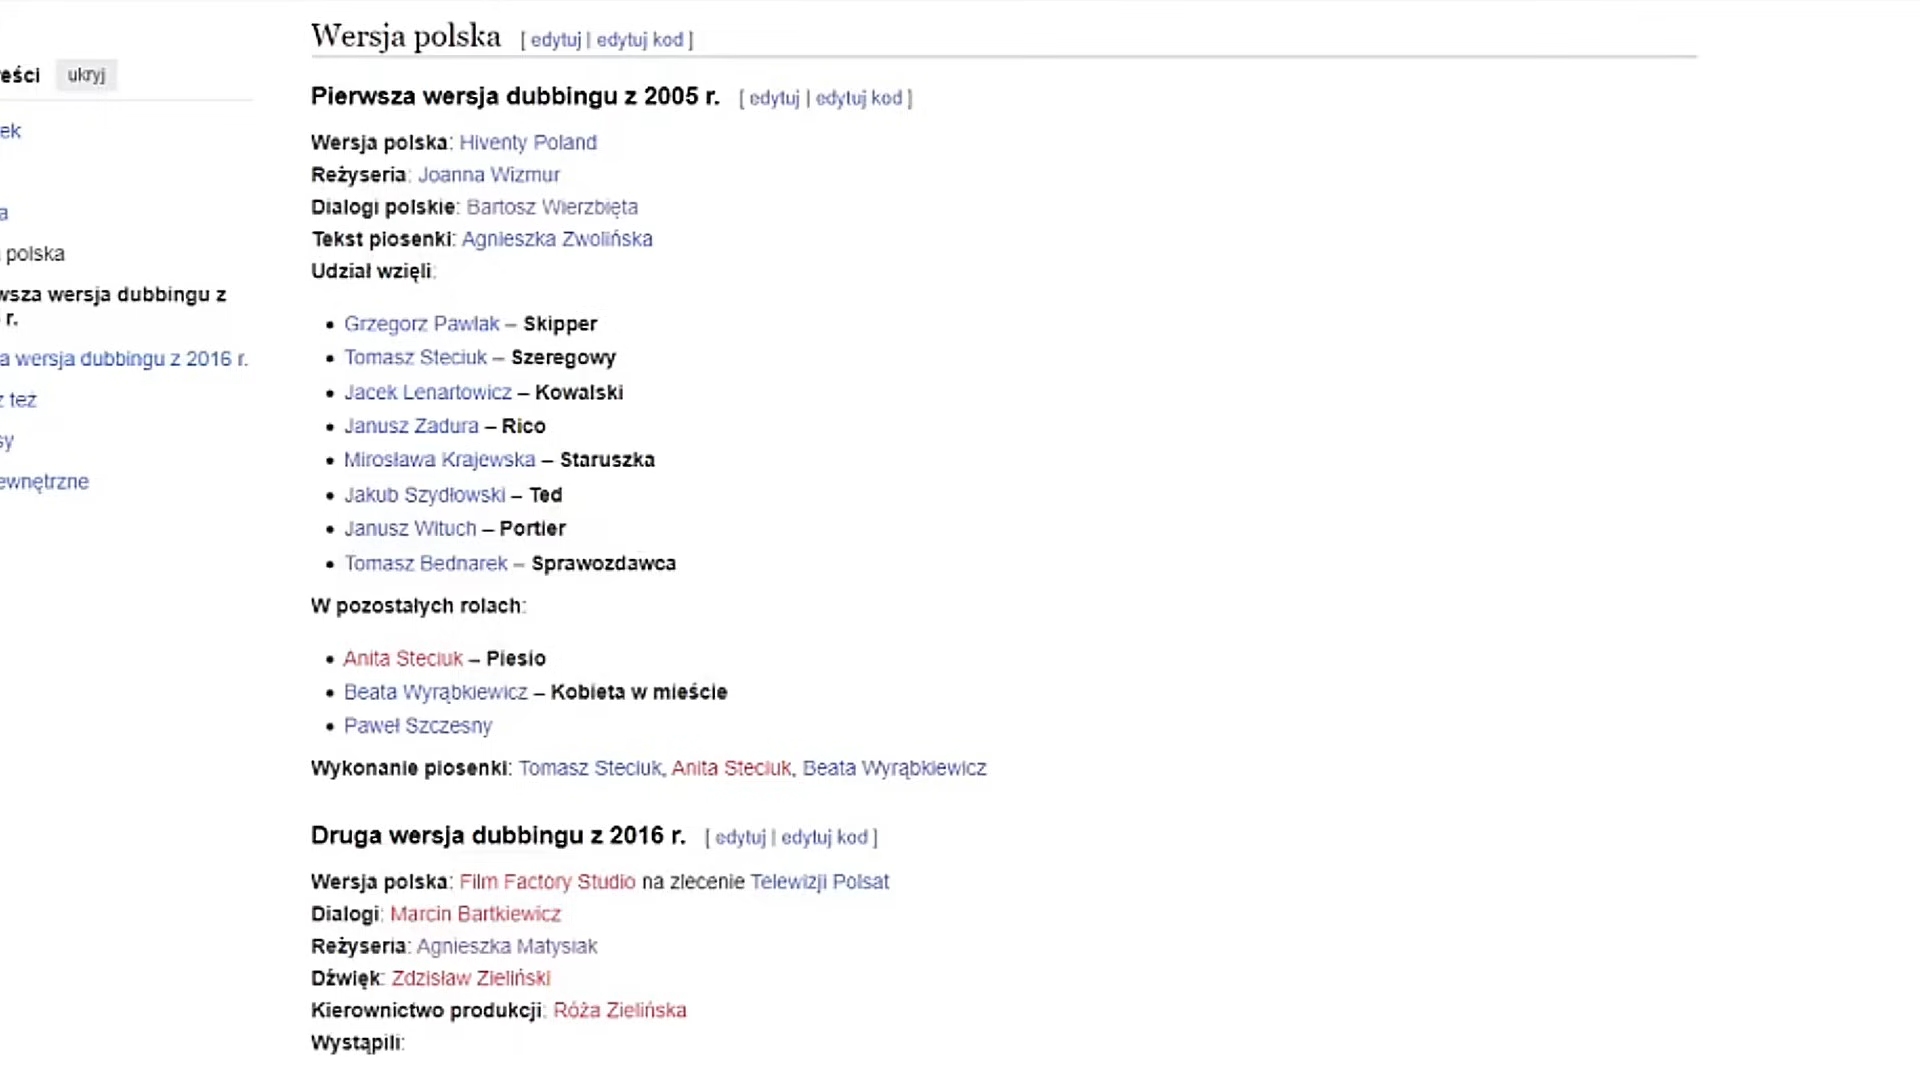 Wersja polska [ edytuj | edytuj kod ]
eści ukryj
Pierwsza wersja dubbingu z 2005 r. [ edytuj | edytuj kod ]
ek
Wersja polska: Hiventy Poland
Reżyseria: Joanna Wizmur
a
Dialogi polskie: Bartosz Wierzbięta
Tekst piosenki: Agnieszka Zwolińska
polska
Udział wzięli:
wsza wersja dubbingu z
r.
Grzegorz Pawlak – Skipper
a wersja dubbingu z 2016 r.
Tomasz Steciuk – Szeregowy
Jacek Lenartowicz – Kowalski
z też
Janusz Zadura – Rico
sy
Mirosława Krajewska – Staruszka
ewnętrzne
Jakub Szydłowski – Ted
Janusz Wituch – Portier
Tomasz Bednarek – Sprawozdawca
W pozostałych rolach:
Anita Steciuk – Piesio
Beata Wyrąbkiewicz – Kobieta w mieście
Paweł Szczesny
Wykonanie piosenki: Tomasz Steciuk, Anita Steciuk, Beata Wyrąbkiewicz
Druga wersja dubbingu z 2016 r. [ edytuj | edytuj kod ]
Wersja polska: Film Factory Studio na zlecenie Telewizji Polsat
Dialogi: Marcin Bartkiewicz
Reżyseria: Agnieszka Matysiak
Dźwięk: Zdzisław Zieliński
Kierownictwo produkcji: Róża Zielińska
Wystąpili: